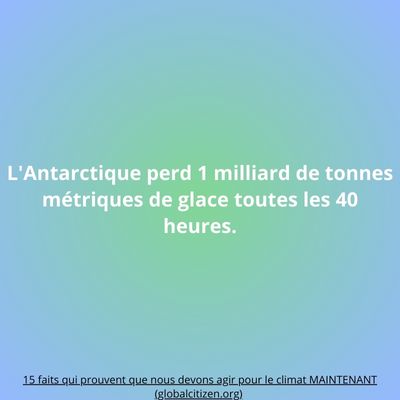 L'Antarctique perd 1 milliard de tonnes
métriques de glace toutes les 40
heures.
15 faits qui prouvent que nous devons agir pour le climat MAINTENANT
(globalcitizen.org)